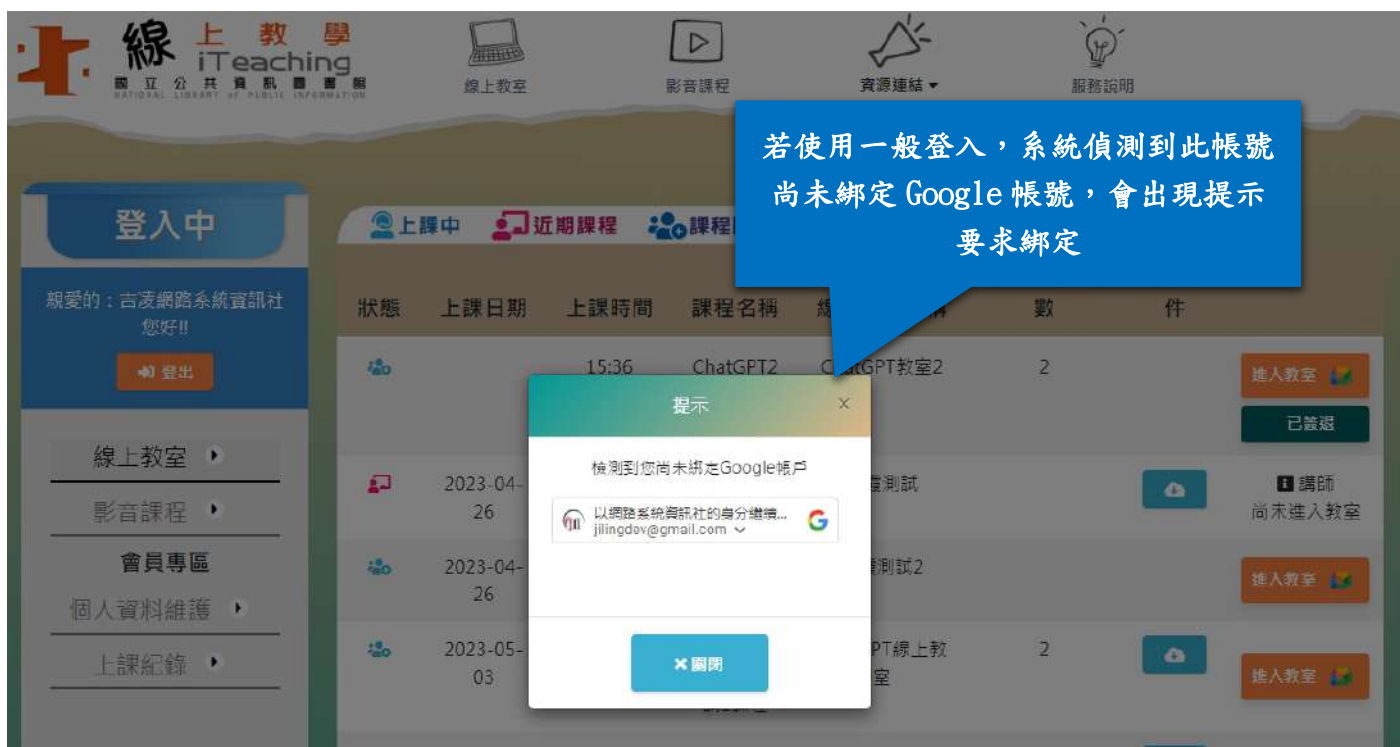 線 上 教 學
iTeaching
國 立 公 共 資 訊 圖 書 館
NATIONAL LIBRARY of PUBLIC INFORMATION
線上教室
影音課程
資源連結
服務說明
若使用一般登入，系統偵測到此帳號
尚未綁定 Google 帳號，會出現提示
要求綁定
登入中
親愛的：吉凌網路系統資訊社
您好!!
登出
線上教室
影音課程
會員專區
個人資料維護
上課紀錄
上課中
近期課程
課程
狀態
上課日期
上課時間
課程名稱
數
件
15:36
ChatGPT2
GPT教室2
2
進入教室
已簽退
2023-04-
26
測試
講師
尚未進入教室
2023-04-
26
測試2
進入教室
2023-05-
03
PT線上教
室
2
進入教室
提示
×
檢測到您尚未綁定Google帳戶
以網路系統資訊社的身分繼續...
jilingdev@gmail.com
關閉